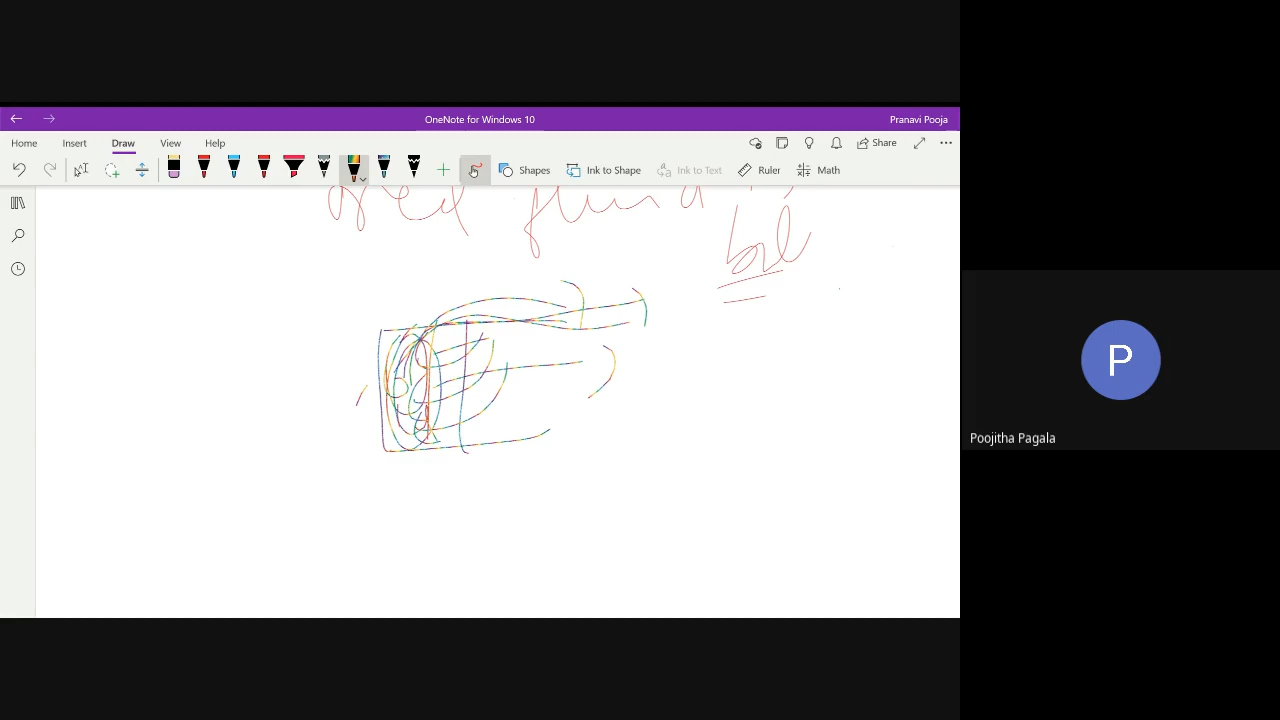 OneNote for Windows 10
Pranavi Pooja
Home Insert Draw View Help
Share
Shapes Ink to Shape Ink to Text Ruler Math
P
Poojitha Pagala